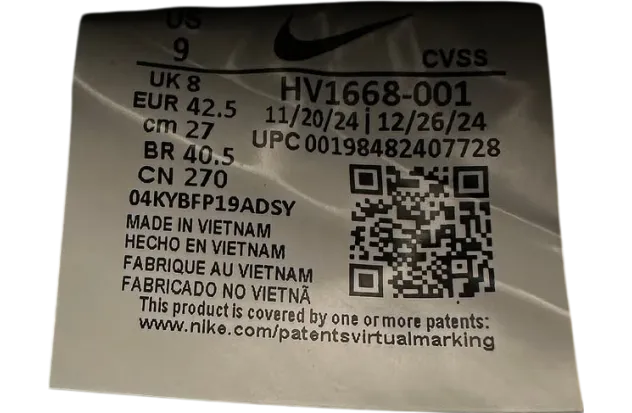 US
9
CVSS
UK 8
EUR 42.5
cm 27
BR 40.5
CN 270
HV1668-001
11/20/24 | 12/26/24
UPC 00198482407728
04KYBFP19ADSY
MADE IN VIETNAM
HECHO EN VIETNAM
FABRIQUE AU VIETNAM
FABRICADO NO VIETNÃ
This product is covered by one or more patents:
www.nike.com/patentsvirtualmarking